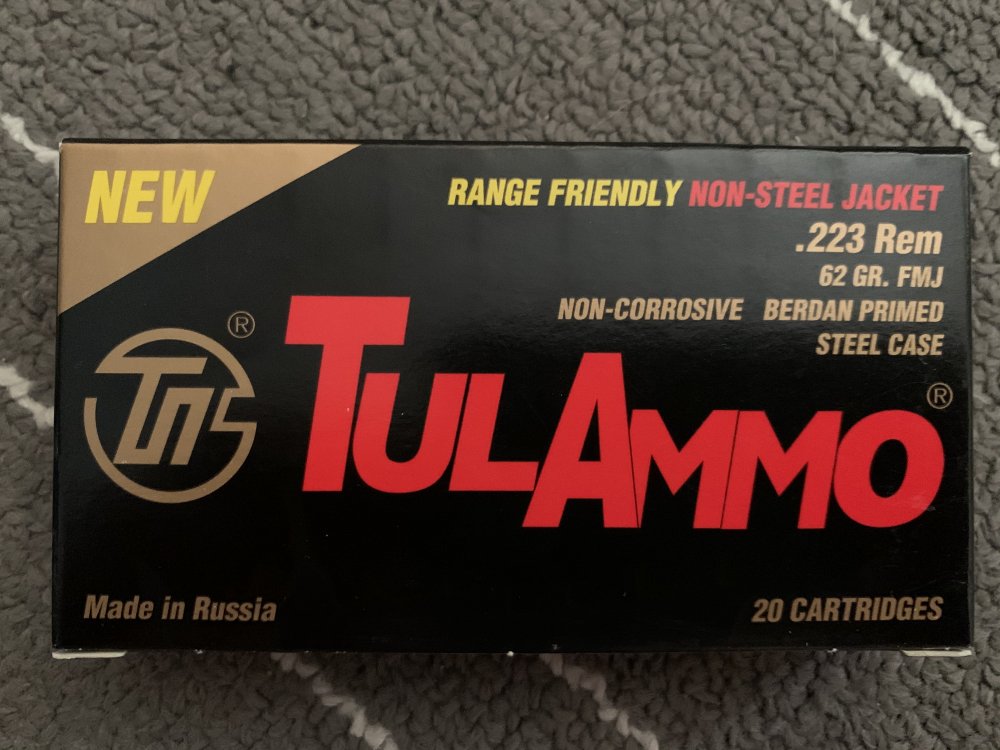 NEW
RANGE FRIENDLY NON-STEEL JACKET
.223 Rem
62 GR. FMJ
NON-CORROSIVE BERDAN PRIMED
STEEL CASE
®
TULAMMO®
Made in Russia
20 CARTRIDGES